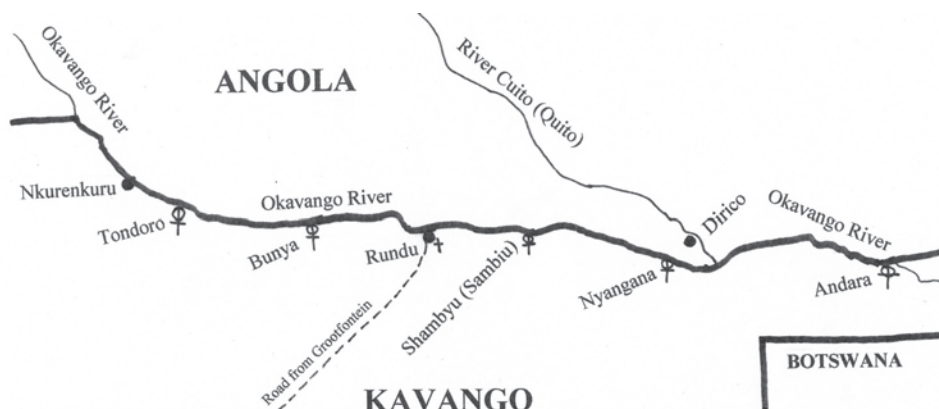 Okavango River
ANGOLA
River Cuito (Quito)
Nkurenkuru
Tondoro
Okavango River
Bunya
Rundu
Shambyu (Sambiu)
Dirico
Okavango River
Nyangana
Andara
Road from Grootfontein
BOTSWANA
KAVANGO